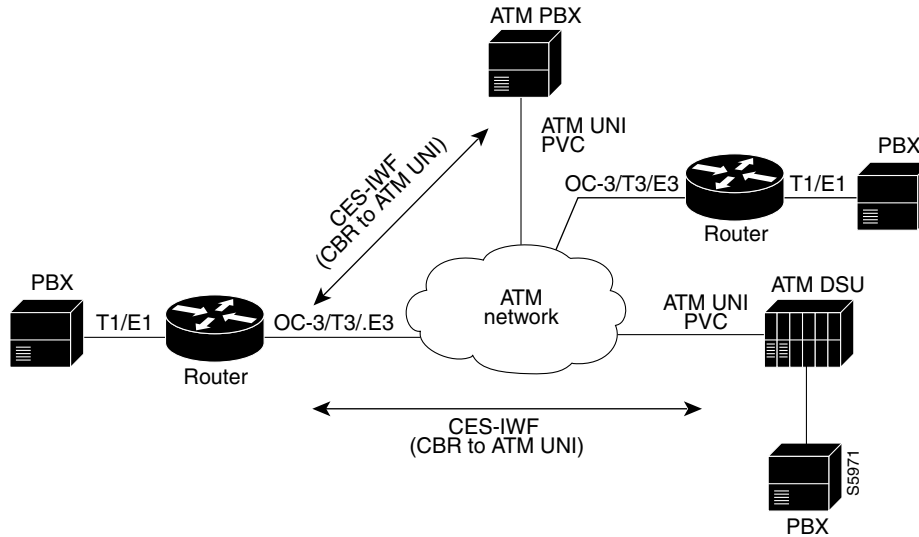 ATM PBX
ATM UNI
PVC
PBX
OC-3/T3/E3
T1/E1
Router
CES-IWF
(CBR to ATM UNI)
PBX
T1/E1
OC-3/T3/.E3
Router
ATM
network
ATM UNI
PVC
ATM DSU
CES-IWF
(CBR to ATM UNI)
S5971
PBX